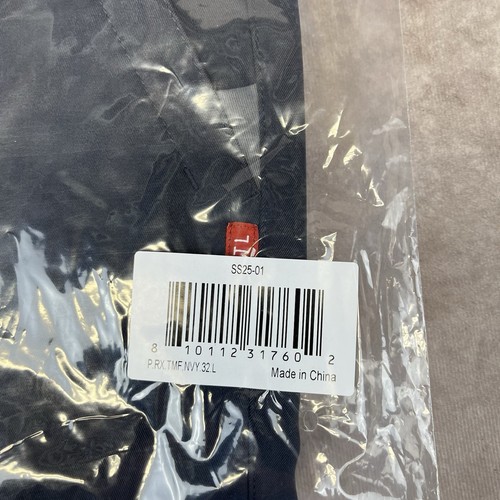 SS25-01
8 10112 31760 2
P.RX.TMF.NVY.32.L
Made in China